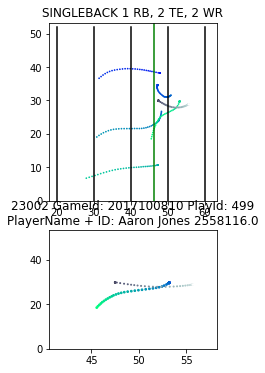 SINGLEBACK 1 RB, 2 TE, 2 WR
50
40
30
20
10
0
20 30 40 50 60
23002 GameId: 2017100810 PlayId: 499
PlayerName + ID: Aaron Jones 2558116.0
40
20
0
45 50 55